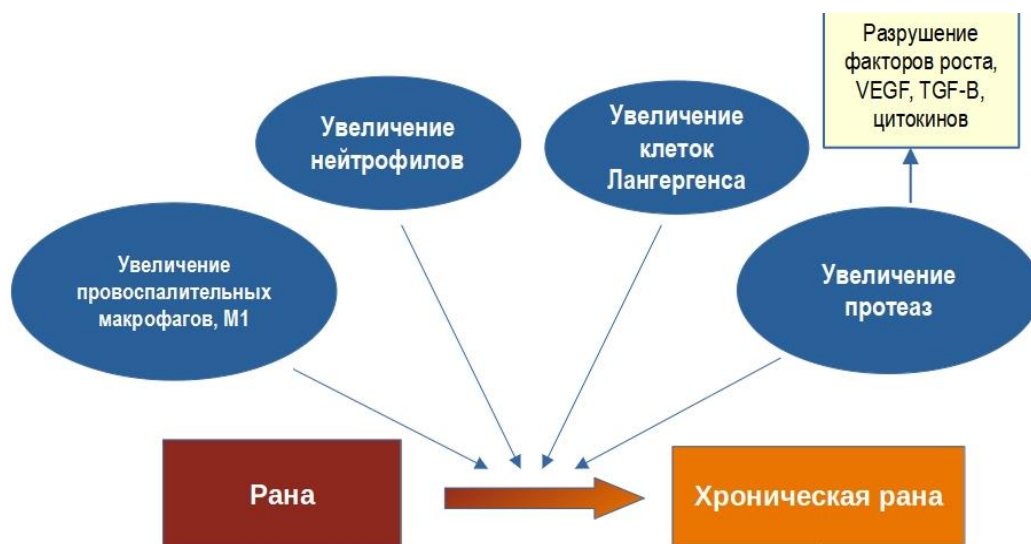 Разрушение
факторов роста,
VEGF, TGF-B,
цитокинов
Увеличение
нейтрофилов
Увеличение
клеток
Лангергенса
Увеличение
провоспалительных
макрофагов, М1
Увеличение
протеаз
Рана
Хроническая рана